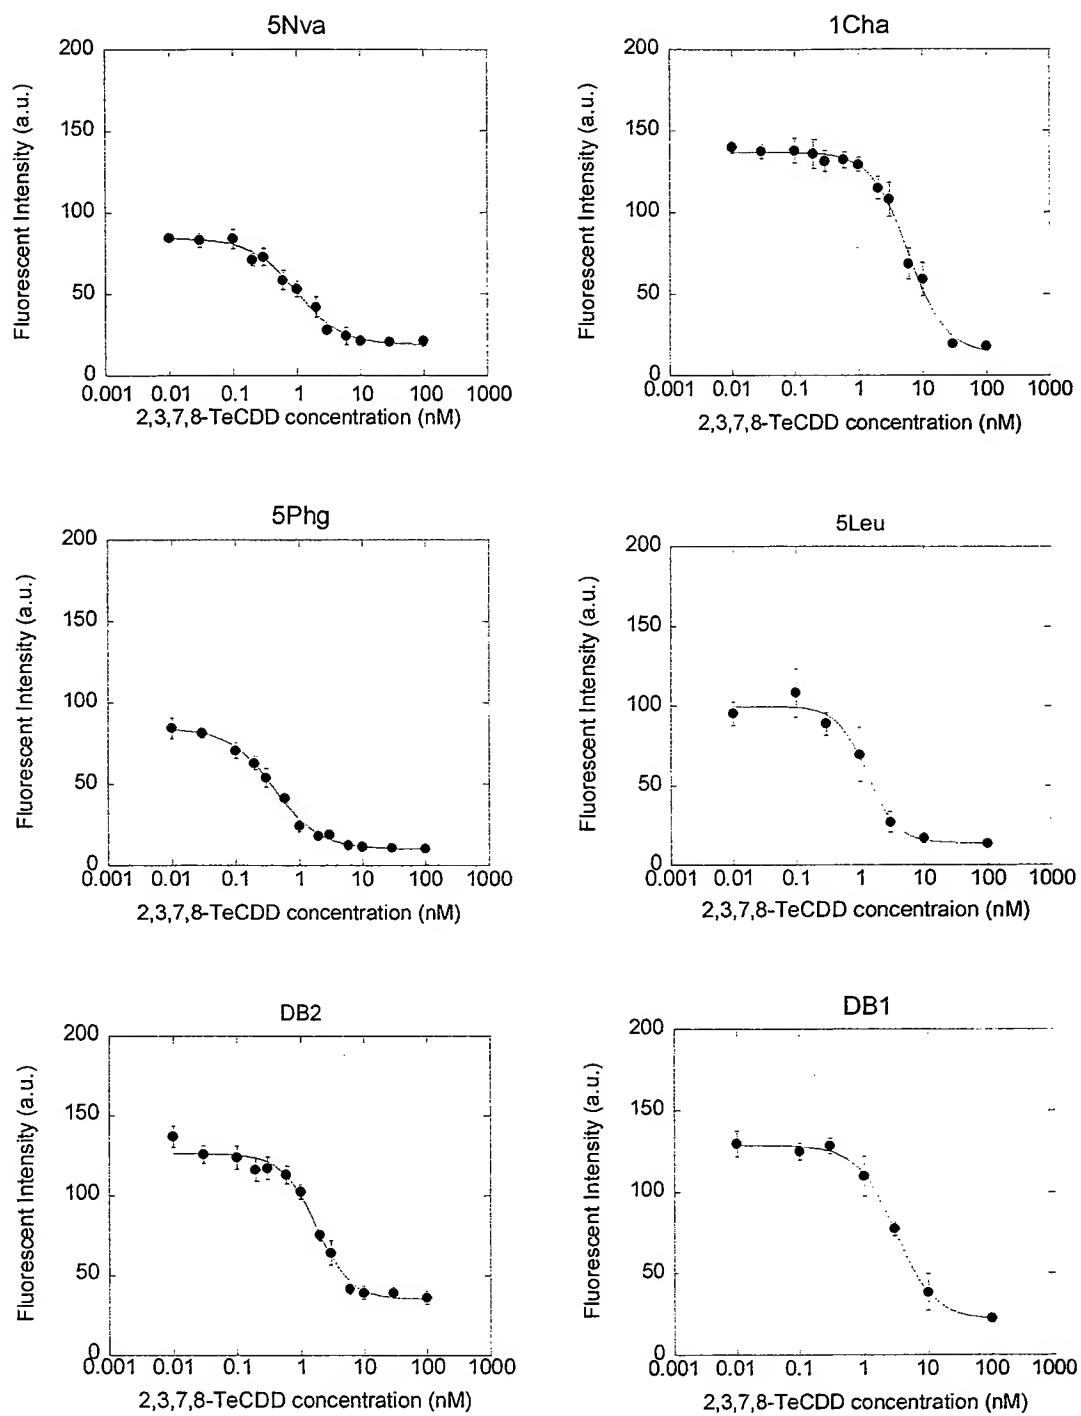 5Nva
Fluorescent Intensity (a.u.)
200
150
100
50
0
0.001 0.01 0.1 1 10 100 1000
2,3,7,8-TeCDD concentration (nM)
1Cha
Fluorescent Intensity (a.u.)
200
150
100
50
0
0.001 0.01 0.1 1 10 100 1000
2,3,7,8-TeCDD concentration (nM)
5Phg
Fluorescent Intensity (a.u.)
200
150
100
50
0
0.001 0.01 0.1 1 10 100 1000
2,3,7,8-TeCDD concentration (nM)
5Leu
Fluorescent Intensity (a.u.)
200
150
100
50
0
0.001 0.01 0.1 1 10 100 1000
2,3,7,8-TeCDD concentraion (nM)
DB2
Fluorescent Intensity (a.u.)
200
150
100
50
0
0.001 0.01 0.1 1 10 100 1000
2,3,7,8-TeCDD concentration (nM)
DB1
Fluorescent Intensity (a.u.)
200
150
100
50
0
0.001 0.01 0.1 1 10 100 1000
2,3,7,8-TeCDD concentration (nM)